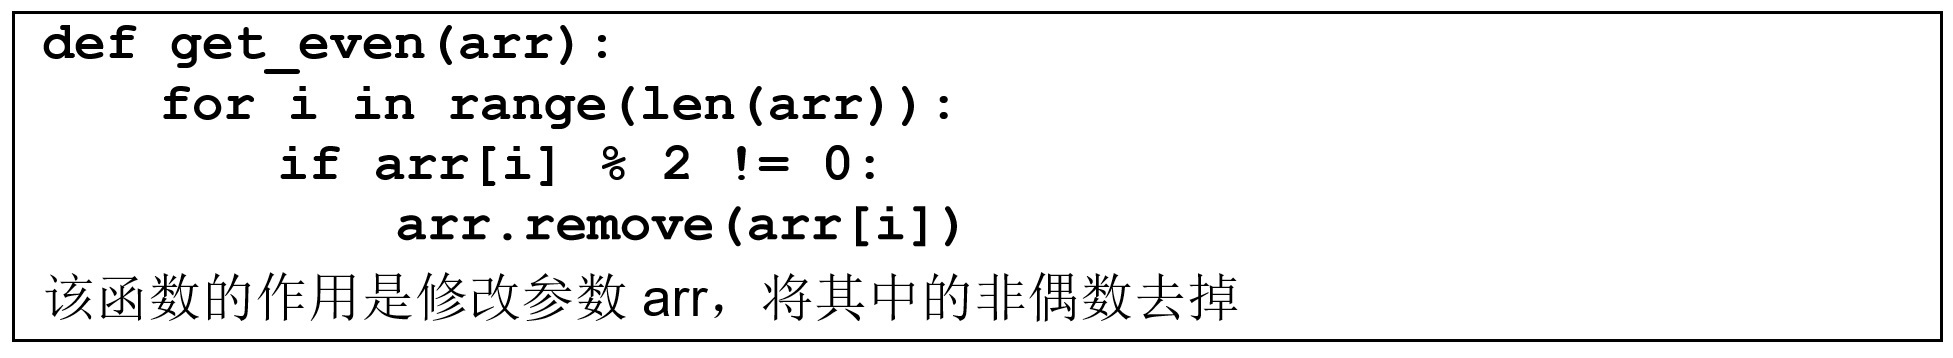 def get_even(arr):
    for i in range(len(arr)):
        if arr[i] % 2 != 0:
            arr.remove(arr[i])
该函数的作用是修改参数 arr，将其中的非偶数去掉